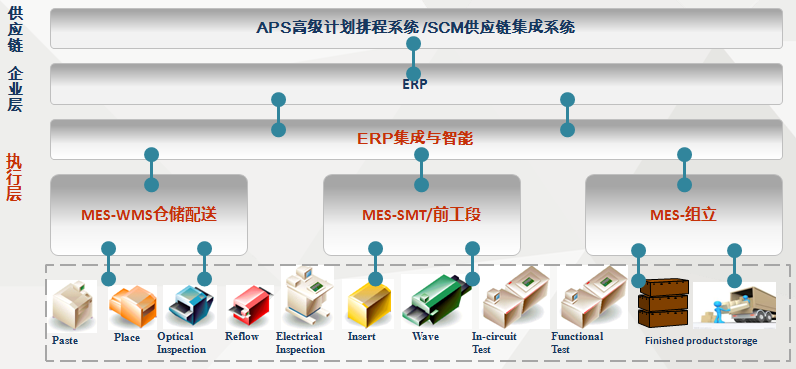 供应链
APS高级计划排程系统 /SCM供应链集成系统
企业层
ERP
ERP集成与智能
执行层
MES-WMS仓储配送
MES-SMT/前工段
MES-组立
Paste
Place
Optical
Inspection
Reflow
Electrical
Inspection
Insert
Wave
In-circuit
Test
Functional
Test
Finished product storage